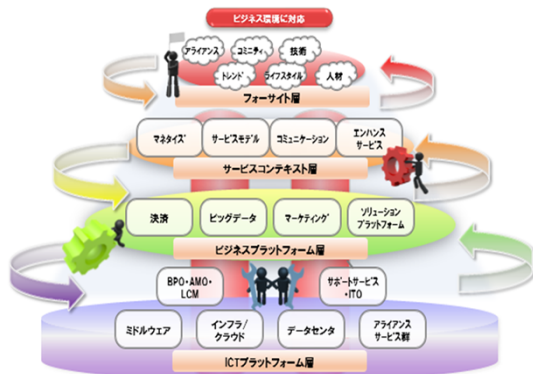 ビジネス環境に対応
アライアンス
コミニティ
技術
トレンド
ライフスタイル
人材
フォーサイト層
マネタイズ
サービスモデル
コミュニケーション
エンハンス
サービス
サービスコンテキスト層
決済
ビッグデータ
マーケティング
ソリューション
プラットフォーム
ビジネスプラットフォーム層
BPO・AMO・
LCM
サポートサービス
・ITO
ミドルウェア
インフラ/
クラウド
データセンタ
アライアンス
サービス群
ICTプラットフォーム層